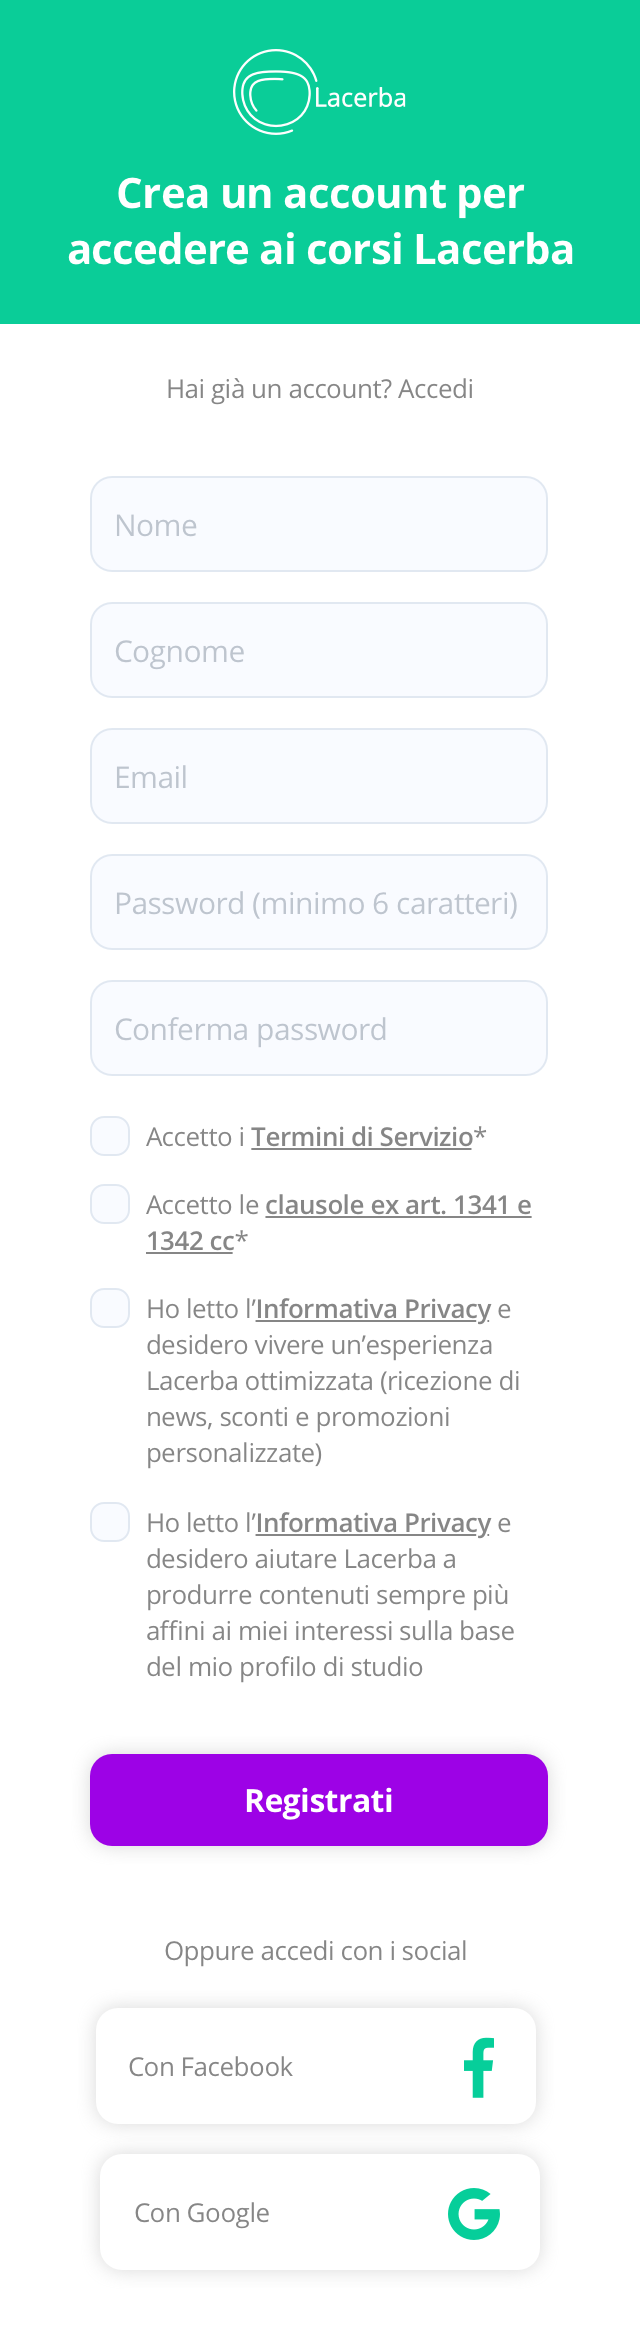 Lacerba
Crea un account per
accedere ai corsi Lacerba
Hai già un account? Accedi
Nome
Cognome
Email
Password (minimo 6 caratteri)
Conferma password
Accetto i Termini di Servizio*
Accetto le clausole ex art. 1341 e
1342 cc*
Ho letto l’Informativa Privacy e
desidero vivere un’esperienza
Lacerba ottimizzata (ricezione di
news, sconti e promozioni
personalizzate)
Ho letto l’Informativa Privacy e
desidero aiutare Lacerba a
produrre contenuti sempre più
affini ai miei interessi sulla base
del mio profilo di studio
Registrati
Oppure accedi con i social
Con Facebook
Con Google